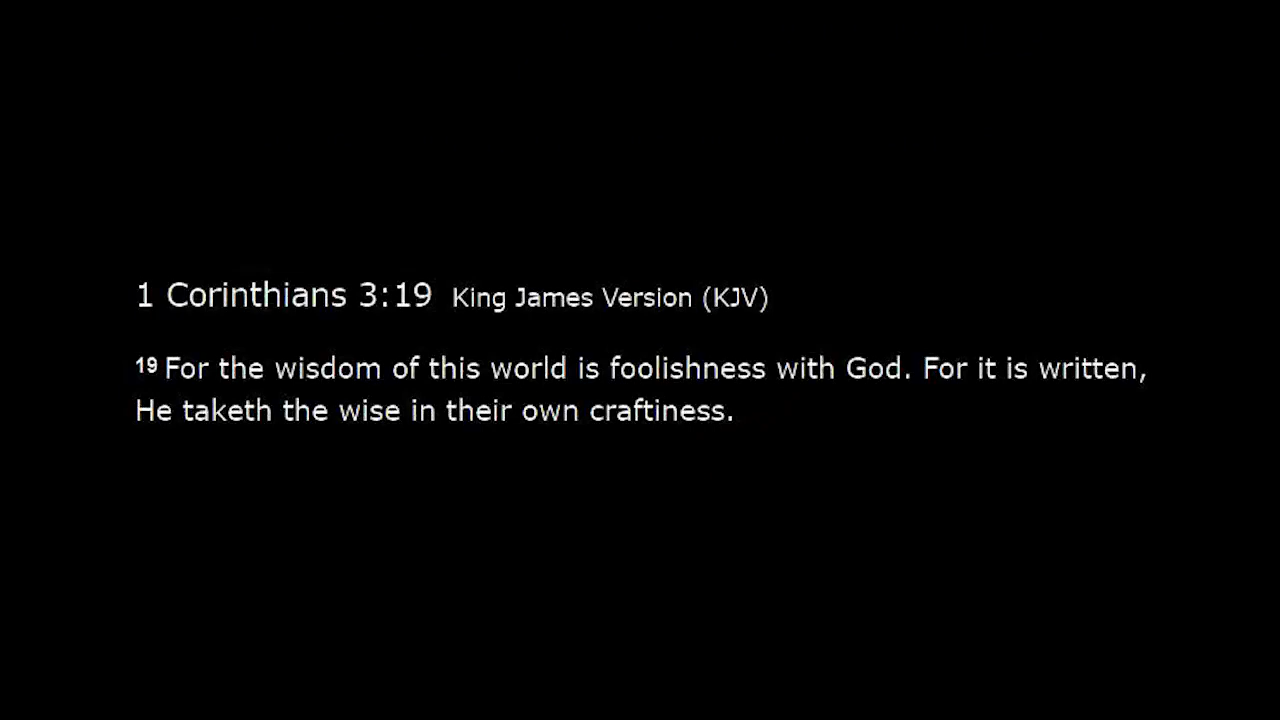 1 Corinthians 3:19 King James Version (KJV)
19 For the wisdom of this world is foolishness with God. For it is written,
He taketh the wise in their own craftiness.